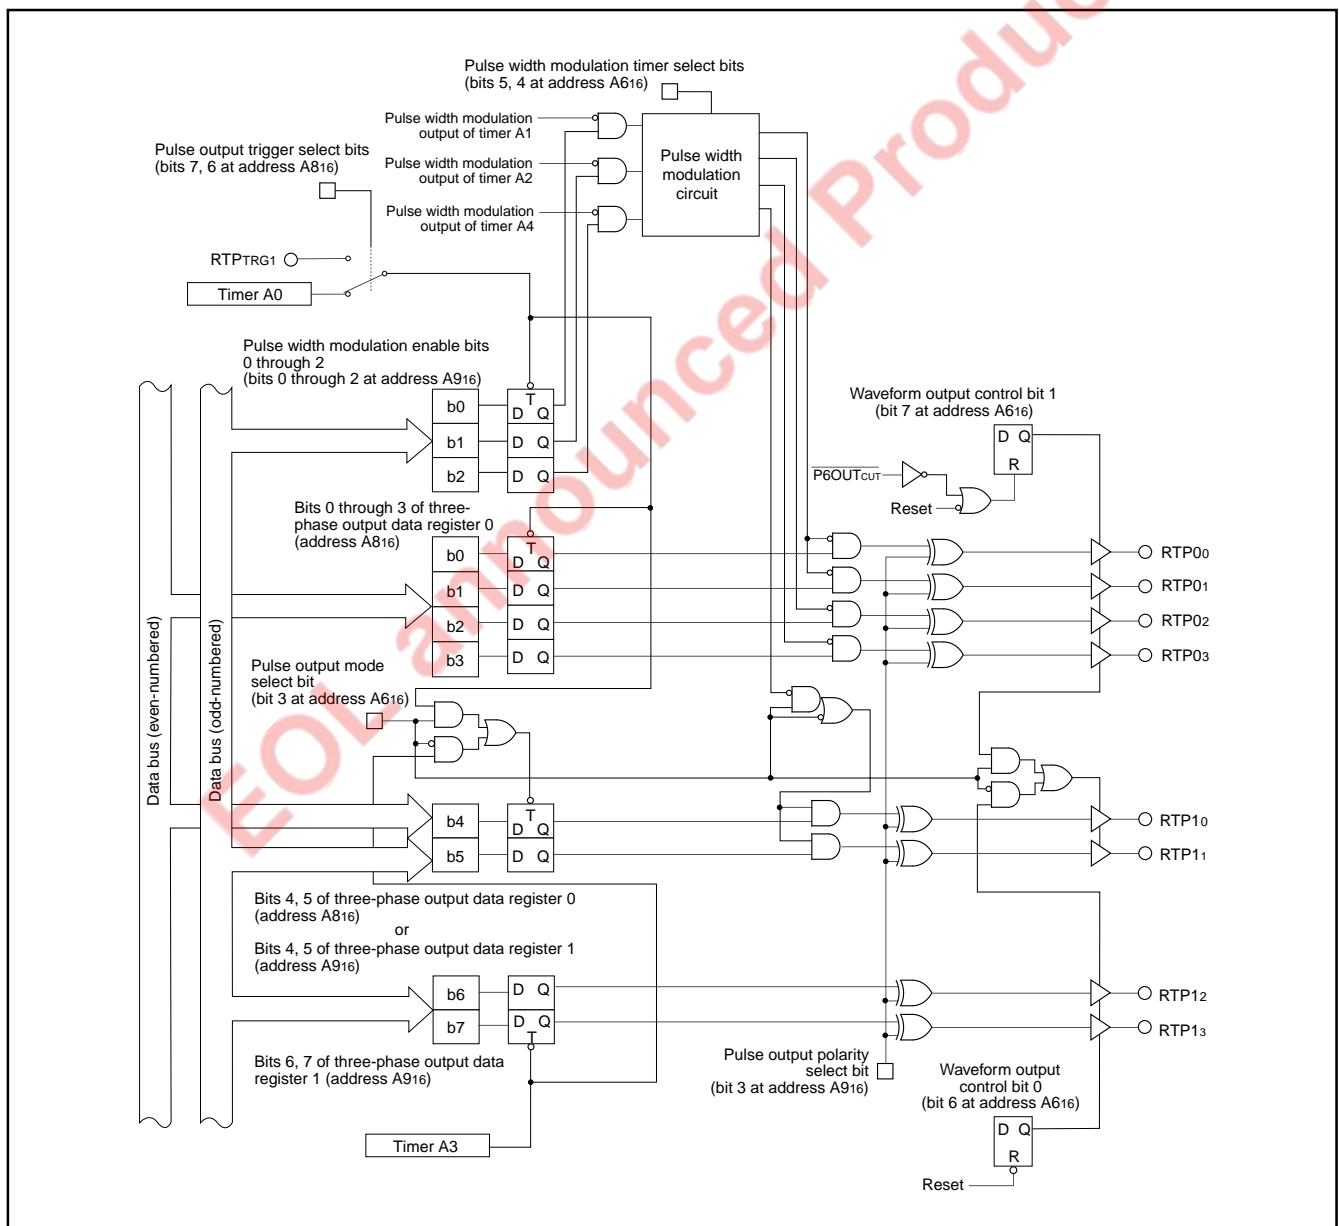 Pulse width modulation timer select bits
(bits 5, 4 at address A616)
Pulse width modulation
output of timer A1
Pulse output trigger select bits
(bits 7, 6 at address A816)
Pulse width modulation
output of timer A2
Pulse width
modulation
circuit
Pulse width modulation
output of timer A4
RTPTRG1
Timer A0
Pulse width modulation enable bits
0 through 2
(bits 0 through 2 at address A916)
b0
D T Q
b1
D Q
b2
D Q
Waveform output control bit 1
(bit 7 at address A616)
D Q
R
P6OUTCUT
Reset
Bits 0 through 3 of three-
phase output data register 0
(address A816)
b0
D T Q
RTP00
b1
D Q
RTP01
b2
D Q
RTP02
b3
D Q
RTP03
Data bus (even-numbered)
Data bus (odd-numbered)
Pulse output mode
select bit
(bit 3 at address A616)
b4
D T Q
RTP10
b5
D Q
RTP11
Bits 4, 5 of three-phase output data register 0
(address A816)
or
Bits 4, 5 of three-phase output data register 1
(address A916)
b6
D Q
RTP12
b7
D Q
T
RTP13
Bits 6, 7 of three-phase output data
register 1 (address A916)
Pulse output polarity
select bit
(bit 3 at address A916)
Waveform output
control bit 0
(bit 6 at address A616)
Timer A3
D Q
R
Reset
EOL announced Produc